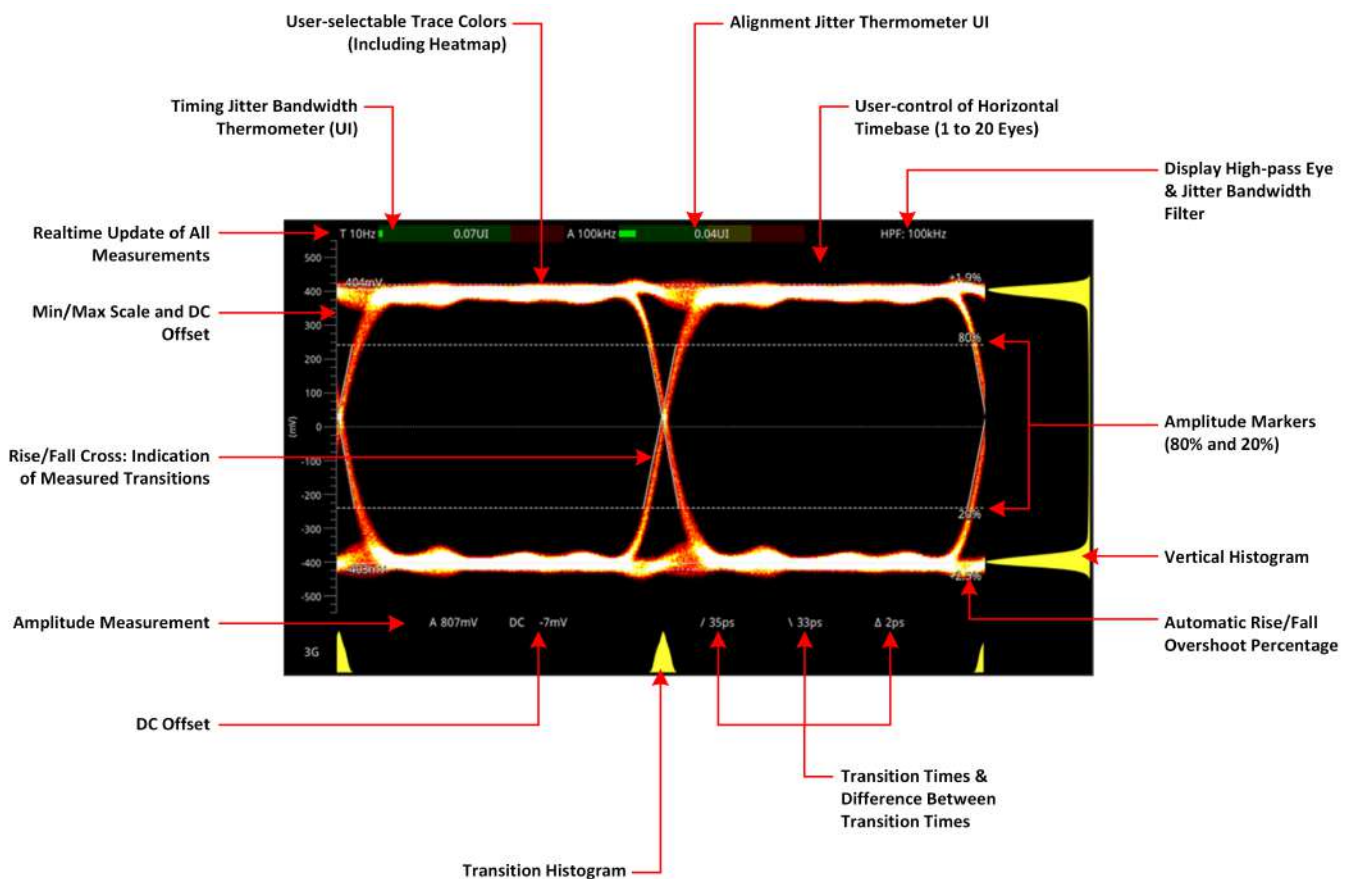 User-selectable Trace Colors
(Including Heatmap)
Alignment Jitter Thermometer UI
Timing Jitter Bandwidth
Thermometer (UI)
User-control of Horizontal
Timebase (1 to 20 Eyes)
Display High-pass Eye
& Jitter Bandwidth
Filter
Realtime Update of All
Measurements
T 10Hz 0.07UI A 100kHz 0.04UI HPF: 100kHz
500
404mV +1.9%
400
Min/Max Scale and DC
Offset
300
80%
200
100
(mV)
0
Amplitude Markers
(80% and 20%)
Rise/Fall Cross: Indication
of Measured Transitions
-100
-200
20%
-300
-400
Vertical Histogram
-500
Amplitude Measurement
A 807mV DC -7mV / 35ps \ 33ps Δ 2ps
Automatic Rise/Fall
Overshoot Percentage
3G
DC Offset
Transition Times &
Difference Between
Transition Times
Transition Histogram